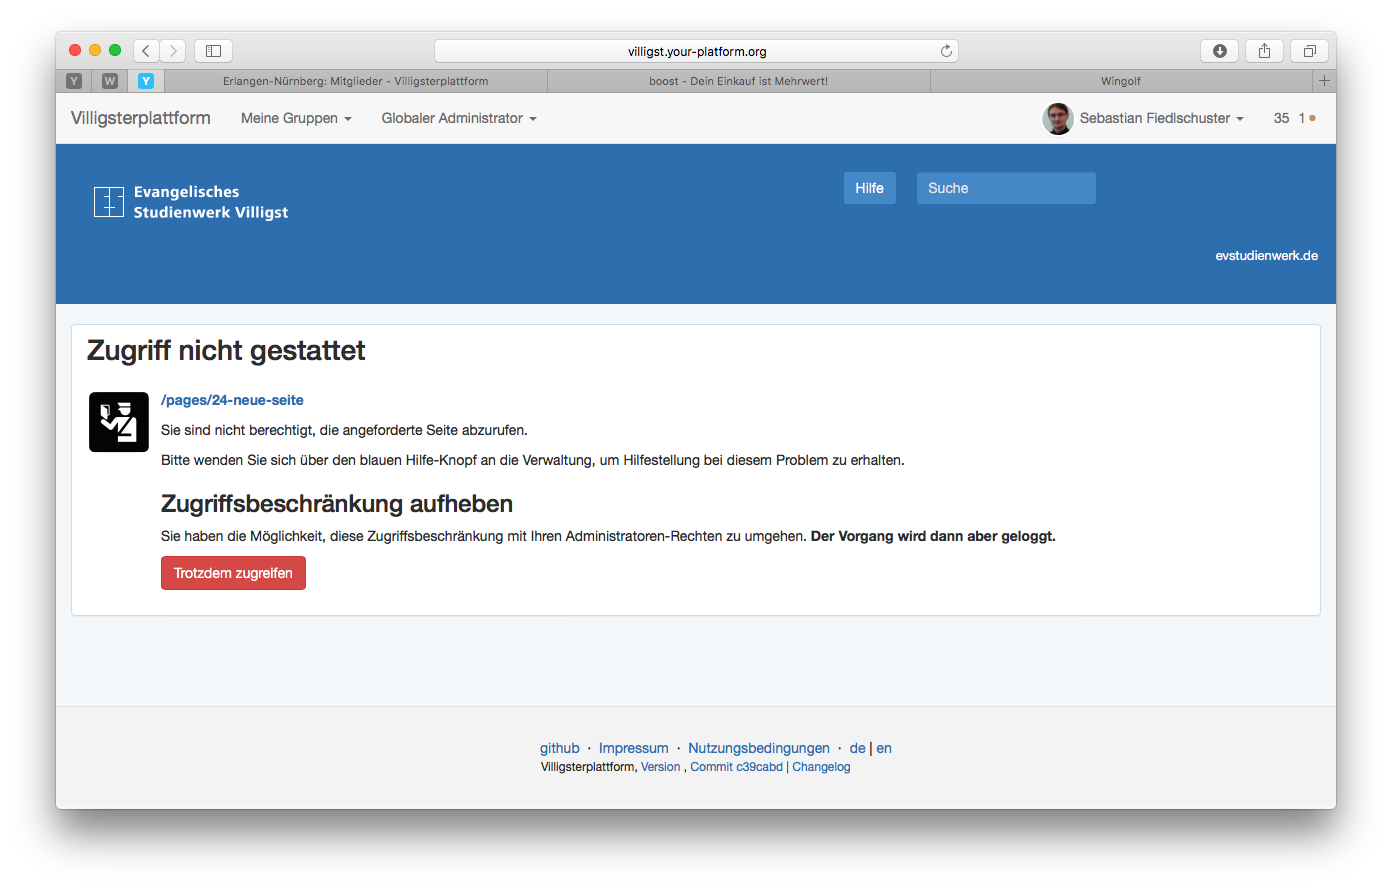 villigst.your-platform.org
Y
W
Y
Erlangen-Nürnberg: Mitglieder - Villigsterplattform
boost - Dein Einkauf ist Mehrwert!
Wingolf
Villigsterplattform
Meine Gruppen
Globaler Administrator
Sebastian Fiedlschuster
35
1
Evangelisches
Studienwerk Villigst
Hilfe
Suche
evstudienwerk.de
Zugriff nicht gestattet
/pages/24-neue-seite
Sie sind nicht berechtigt, die angeforderte Seite abzurufen.
Bitte wenden Sie sich über den blauen Hilfe-Knopf an die Verwaltung, um Hilfestellung bei diesem Problem zu erhalten.
Zugriffsbeschränkung aufheben
Sie haben die Möglichkeit, diese Zugriffsbeschränkung mit Ihren Administratoren-Rechten zu umgehen. Der Vorgang wird dann aber geloggt.
Trotzdem zugreifen
github · Impressum · Nutzungsbedingungen · de | en
Villigsterplattform, Version , Commit c39cabd | Changelog